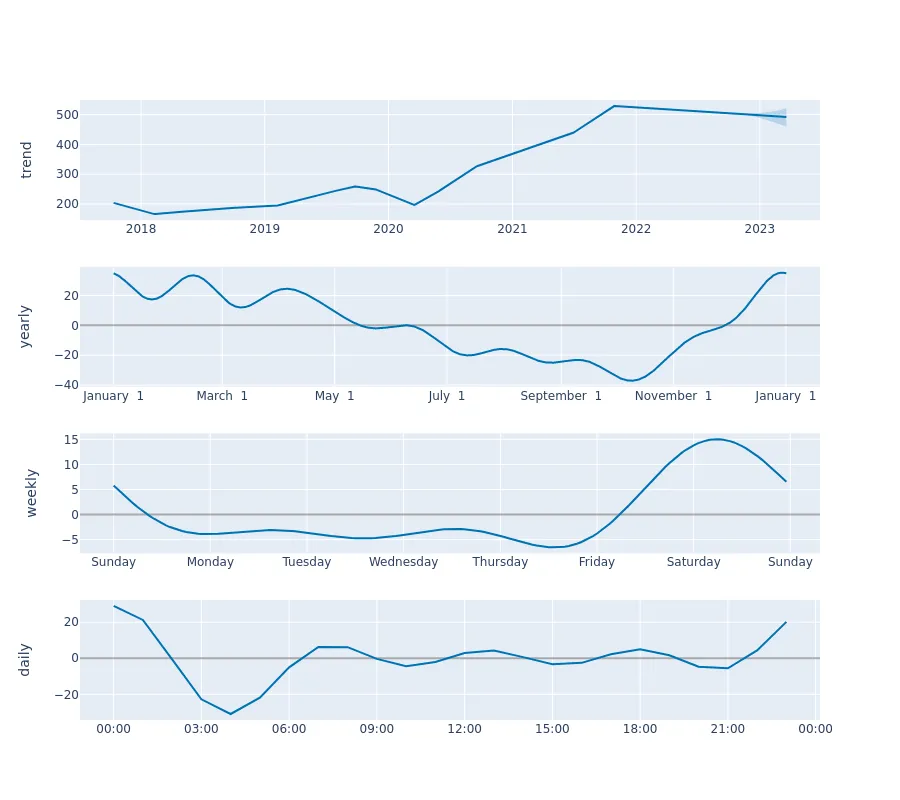 trend
500
400
300
200
2018 2019 2020 2021 2022 2023
yearly
20
0
−20
−40
January 1 March 1 May 1 July 1 September 1 November 1 January 1
weekly
15
10
5
0
−5
Sunday Monday Tuesday Wednesday Thursday Friday Saturday Sunday
daily
20
0
−20
00:00 03:00 06:00 09:00 12:00 15:00 18:00 21:00 00:00